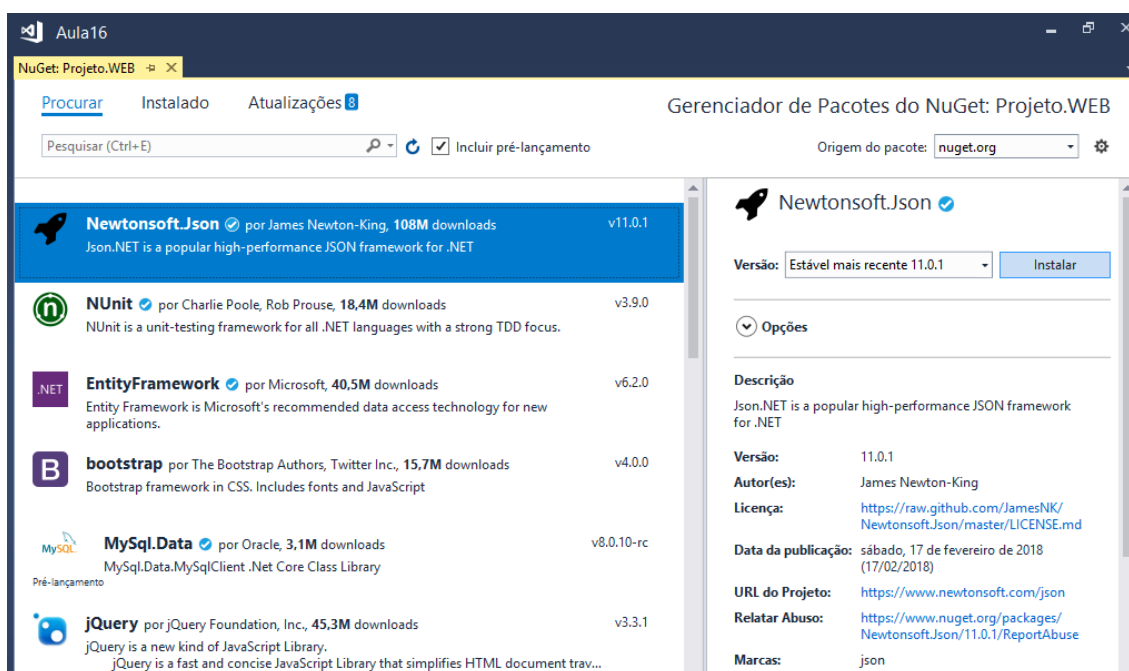 Aula16
NuGet: Projeto.WEB
Procurar Instalado Atualizações 8
Gerenciador de Pacotes do NuGet: Projeto.WEB
Pesquisar (Ctrl+E) Incluir pré-lançamento
Origem do pacote: nuget.org
Newtonsoft.Json por James Newton-King, 108M downloads v11.0.1
Json.NET is a popular high-performance JSON framework for .NET
NUnit por Charlie Poole, Rob Prouse, 18,4M downloads v3.9.0
NUnit is a unit-testing framework for all .NET languages with a strong TDD focus.
.NET
EntityFramework por Microsoft, 40,5M downloads v6.2.0
Entity Framework is Microsoft's recommended data access technology for new
applications.
B
bootstrap por The Bootstrap Authors, Twitter Inc., 15,7M downloads v4.0.0
Bootstrap framework in CSS. Includes fonts and JavaScript
MySQL
MySql.Data por Oracle, 3,1M downloads v8.0.10-rc
MySql.Data.MySqlClient .Net Core Class Library
Pré-lançamento
jQuery por jQuery Foundation, Inc., 45,3M downloads v3.3.1
jQuery is a new kind of JavaScript Library.
jQuery is a fast and concise JavaScript Library that simplifies HTML document trav...
Newtonsoft.Json
Versão: Estável mais recente 11.0.1 Instalar
Opções
Descrição
Json.NET is a popular high-performance JSON framework
for .NET
Versão: 11.0.1
Autor(es): James Newton-King
Licença: https://raw.github.com/JamesNK/
Newtonsoft.Json/master/LICENSE.md
Data da publicação: sábado, 17 de fevereiro de 2018
(17/02/2018)
URL do Projeto: https://www.newtonsoft.com/json
Relatar Abuso: https://www.nuget.org/packages/
Newtonsoft.Json/11.0.1/ReportAbuse
Marcas: json